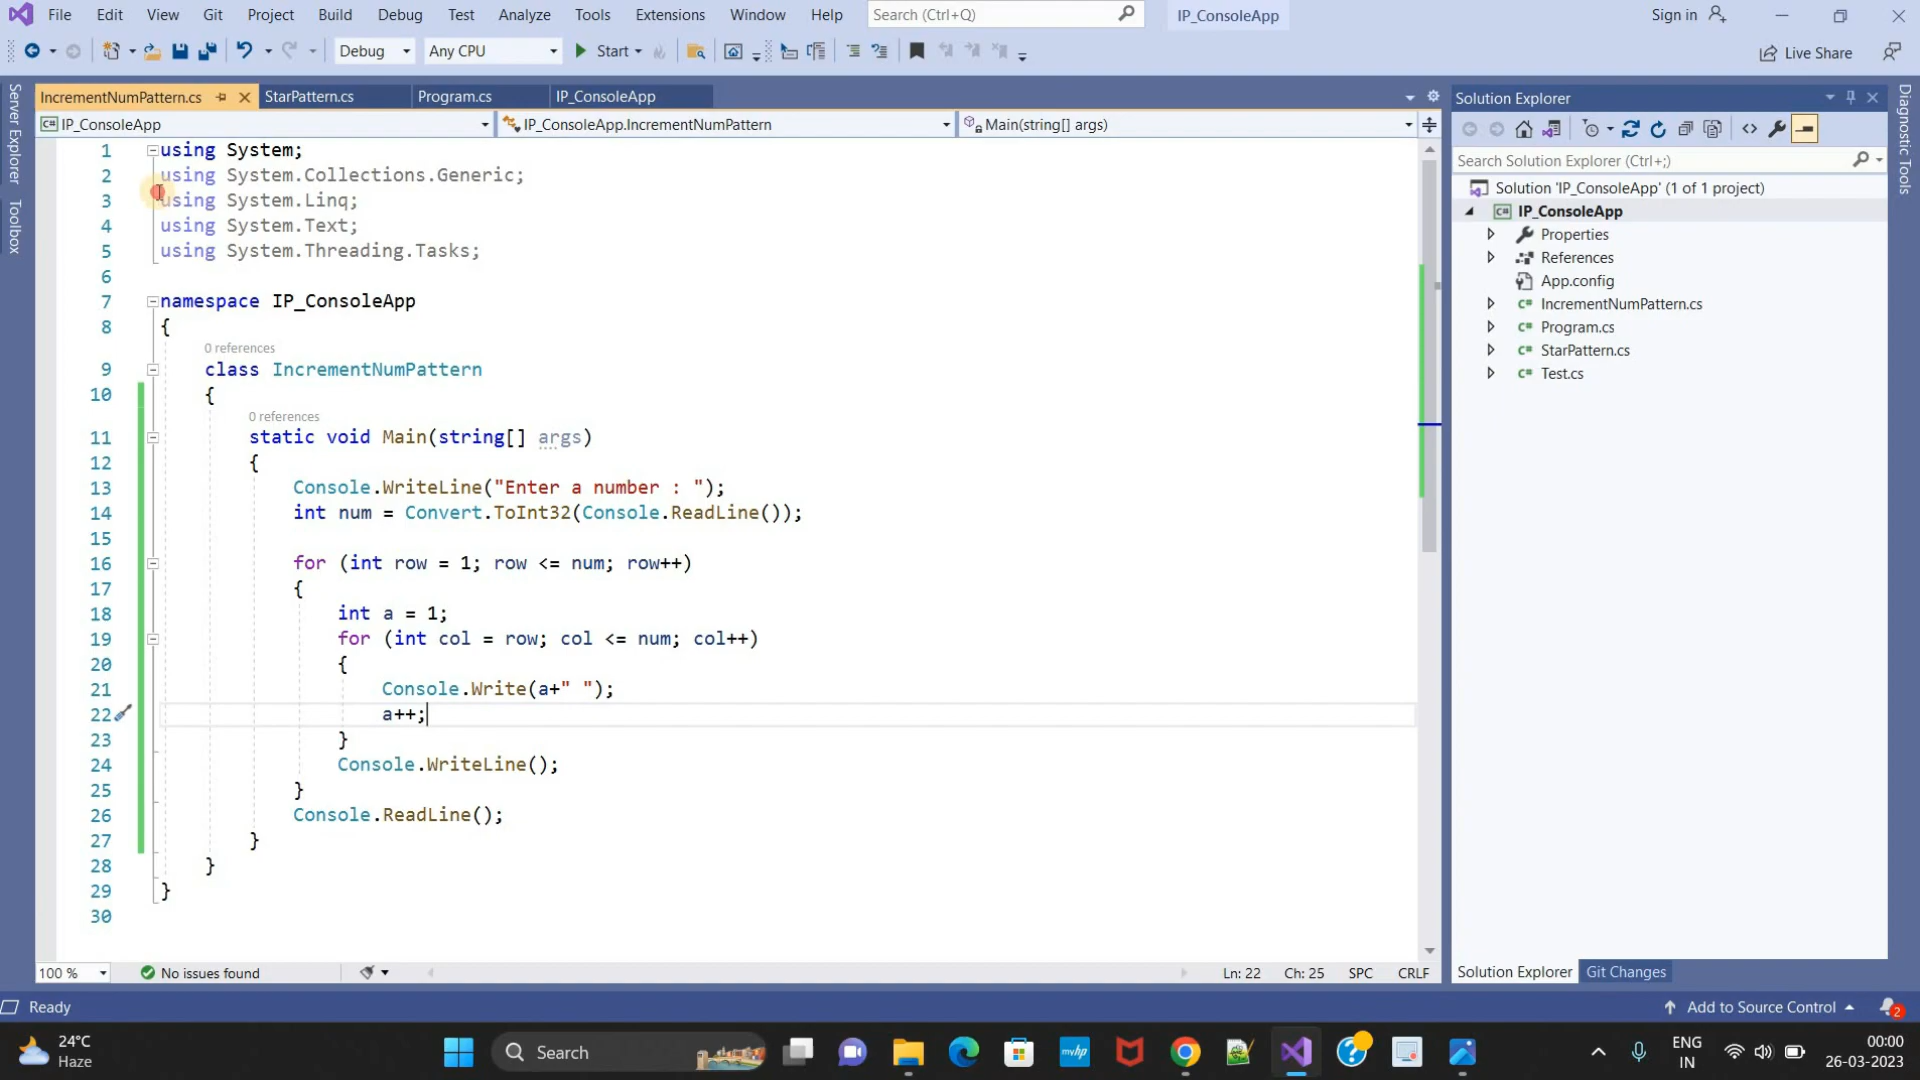 File Edit View Git Project Build Debug Test Analyze Tools Extensions Window Help Search (Ctrl+Q) IP_ConsoleApp Sign in
Debug Any CPU Start Live Share
Server Explorer
Toolbox
IncrementNumPattern.cs StarPattern.cs Program.cs IP_ConsoleApp
IP_ConsoleApp IP_ConsoleApp.IncrementNumPattern Main(string[] args)
1 using System;
2 using System.Collections.Generic;
3 using System.Linq;
4 using System.Text;
5 using System.Threading.Tasks;
6
7 namespace IP_ConsoleApp
8 {
0 references
9 class IncrementNumPattern
10 {
0 references
11 static void Main(string[] args)
12 {
13 Console.WriteLine("Enter a number : ");
14 int num = Convert.ToInt32(Console.ReadLine());
15
16 for (int row = 1; row <= num; row++)
17 {
18 int a = 1;
19 for (int col = row; col <= num; col++)
20 {
21 Console.Write(a+" ");
22 a++;
23 }
24 Console.WriteLine();
25 }
26 Console.ReadLine();
27 }
28 }
29 }
30
100 % No issues found Ln: 22 Ch: 25 SPC CRLF
Solution Explorer
Search Solution Explorer (Ctrl+;)
Solution 'IP_ConsoleApp' (1 of 1 project)
IP_ConsoleApp
Properties
References
App.config
C# IncrementNumPattern.cs
C# Program.cs
C# StarPattern.cs
C# Test.cs
Solution Explorer Git Changes
Diagnostic Tools
Ready Add to Source Control 2
24°C
Haze
Search
myhp
ENG
IN
00:00
26-03-2023